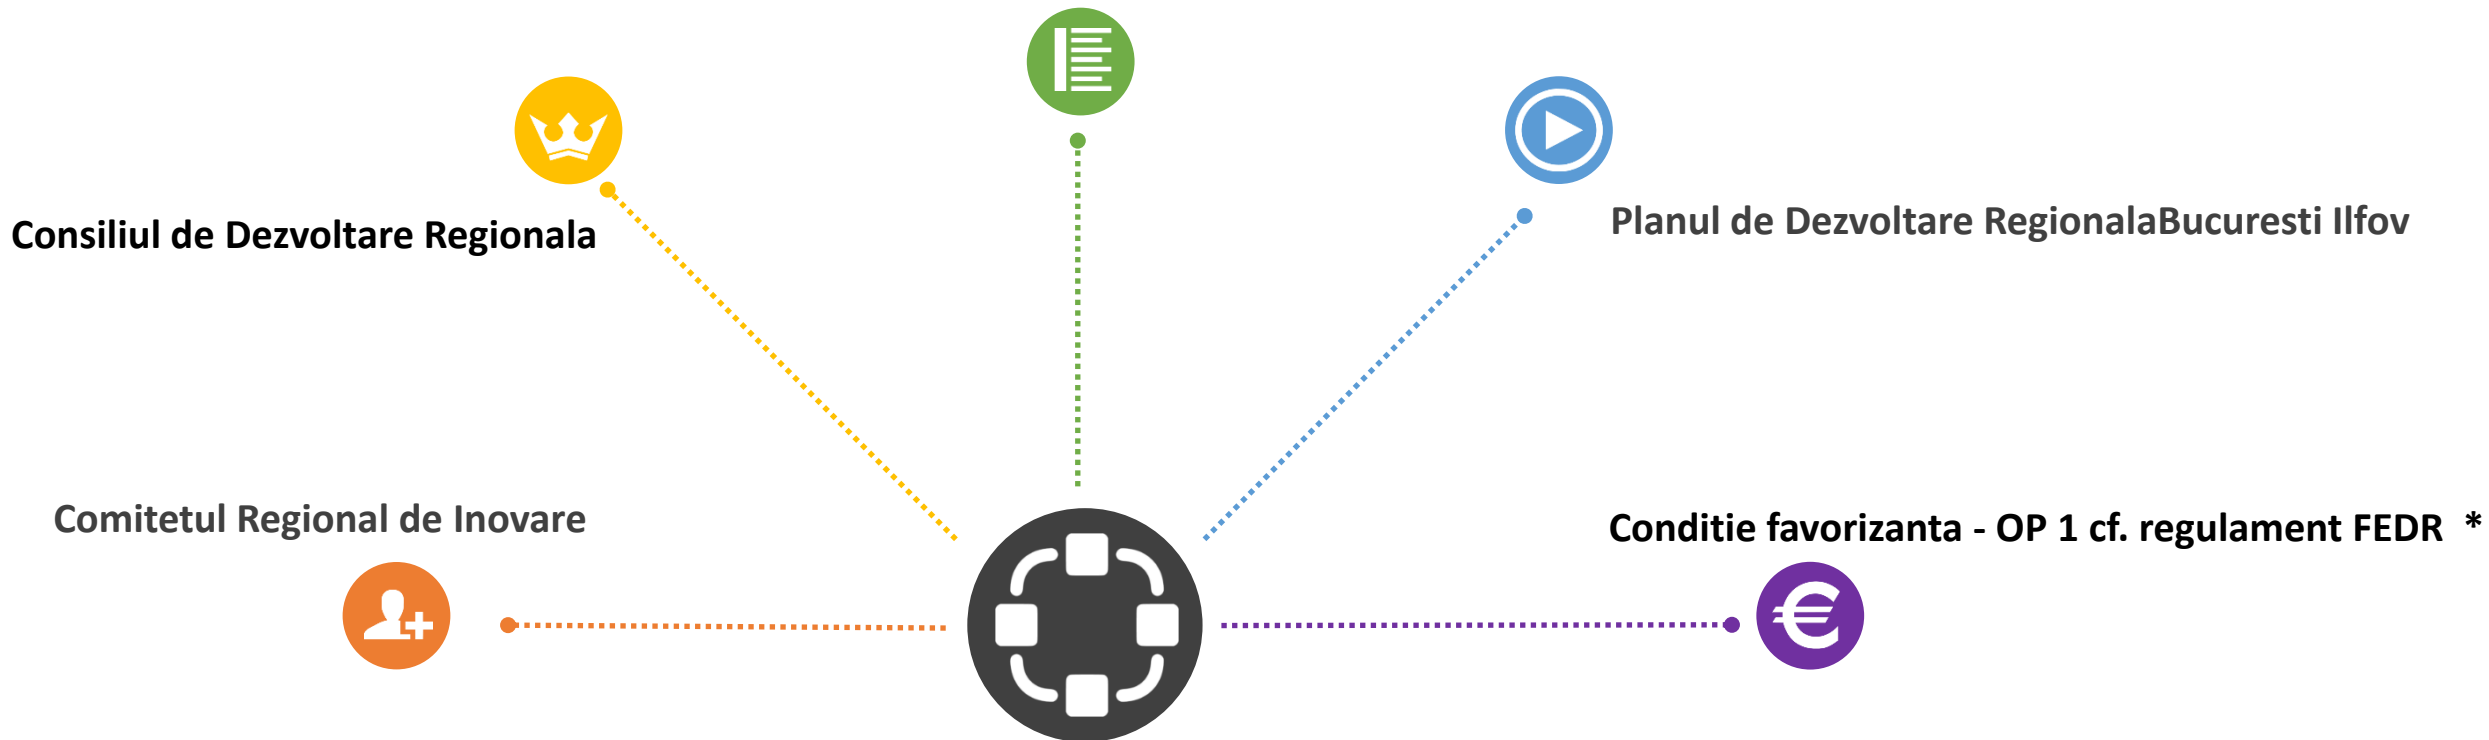 Consiliul de Dezvoltare Regionala
Planul de Dezvoltare RegionalaBucuresti Ilfov
Comitetul Regional de Inovare
Conditie favorizanta - OP 1 cf. regulament FEDR *